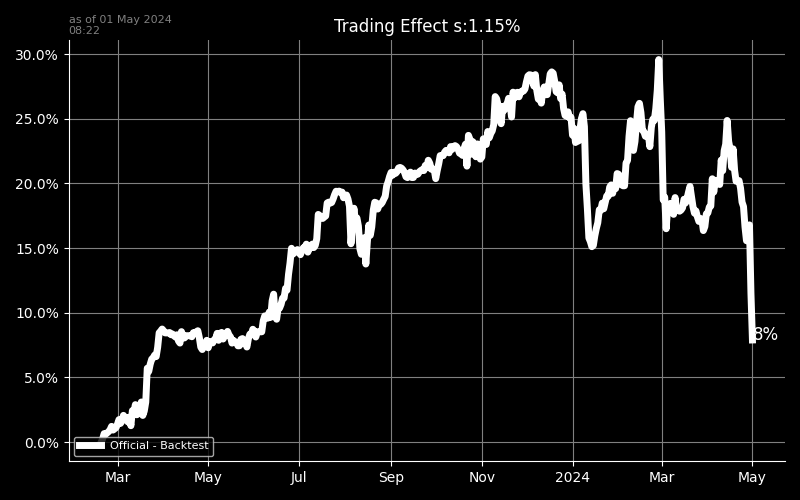 as of 01 May 2024
08:22
Trading Effect s:1.15%
30.0%
25.0%
20.0%
15.0%
10.0%
5.0%
0.0%
8%
Official - Backtest
Mar
May
Jul
Sep
Nov
2024
Mar
May